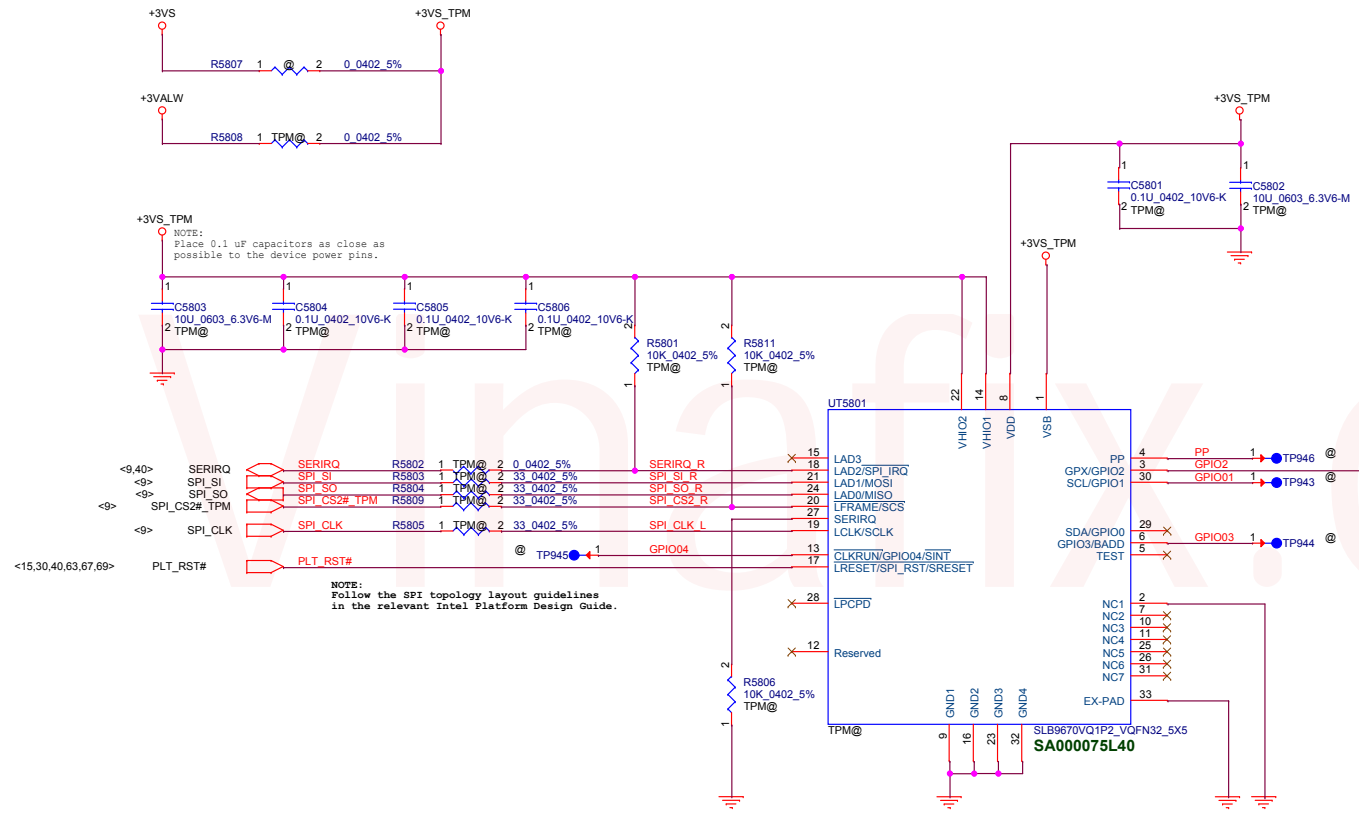 +3VS
+3VS_TPM
R5807 1 @ 2 0_0402_5%
+3VALW
R5808 1 TPM@ 2 0_0402_5%
+3VS_TPM
1
C5801
0.1U_0402_10V6-K
2 TPM@
1
C5802
10U_0603_6.3V6-M
2 TPM@
+3VS_TPM
+3VS_TPM
NOTE:
Place 0.1 uF capacitors as close as
possible to the device power pins.
1
C5803
10U_0603_6.3V6-M
2 TPM@
1
C5804
0.1U_0402_10V6-K
2 TPM@
1
C5805
0.1U_0402_10V6-K
2 TPM@
1
C5806
0.1U_0402_10V6-K
2 TPM@
2
R5801
10K_0402_5%
TPM@
1
2
R5811
10K_0402_5%
TPM@
1
UT5801
22 14 8 1
VHIO2 VHIO1 VDD VSB
<9,40> SERIRQ SERIRQ R5802 1 TPM@ 2 0_0402_5% SERIRQ_R
<9> SPI_SI SPI_SI R5803 1 TPM@ 2 33_0402_5% SPI_SI_R
<9> SPI_SO SPI_SO R5804 1 TPM@ 2 33_0402_5% SPI_SO_R
<9> SPI_CS2#_TPM SPI_CS2#_TPM R5809 1 TPM@ 2 33_0402_5% SPI_CS2_R
<9> SPI_CLK SPI_CLK R5805 1 TPM@ 2 33_0402_5% SPI_CLK_L
@ TP945 1 GPIO04
<15,30,40,63,67,69> PLT_RST# PLT_RST#
NOTE:
Follow the SPI topology layout guidelines
in the relevant Intel Platform Design Guide.
15 LAD3
18 LAD2/SPI_IRQ
21 LAD1/MOSI
24 LAD0/MISO
20 LFRAME/SCS
27 SERIRQ
19 LCLK/SCLK
13 CLKRUN/GPIO04/SINT
17 LRESET/SPI_RST/SRESET
28 LPCPD
12 Reserved
PP 4 PP 1 TP946 @
GPX/GPIO2 3 GPIO2
SCL/GPIO1 30 GPIO01 1 TP943 @
SDA/GPIO0 29
GPIO3/BADD 6 GPIO03 1 TP944 @
TEST 5
NC1 2
NC2 7
NC3 10
NC4 11
NC5 25
NC6 26
NC7 31
EX-PAD 33
2
R5806
10K_0402_5%
TPM@
1
GND1 GND2 GND3 GND4
9 16 23 32
TPM@
SLB9670VQ1P2_VQFN32_5X5
SA000075L40
Vinafix.